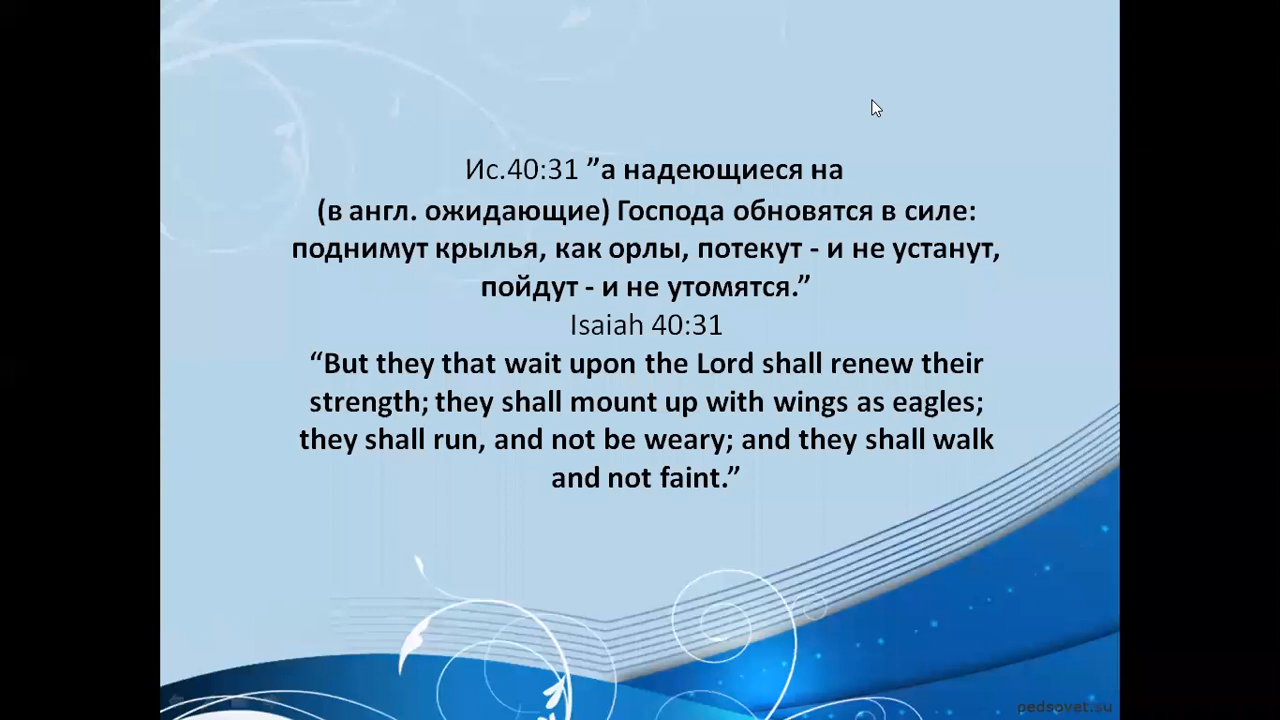 Ис.40:31 ”а надеющиеся на
(в англ. ожидающие) Господа обновятся в силе:
поднимут крылья, как орлы, потекут - и не устанут,
пойдут - и не утомятся.”
Isaiah 40:31
“But they that wait upon the Lord shall renew their
strength; they shall mount up with wings as eagles;
they shall run, and not be weary; and they shall walk
and not faint.”
pedsovet.su